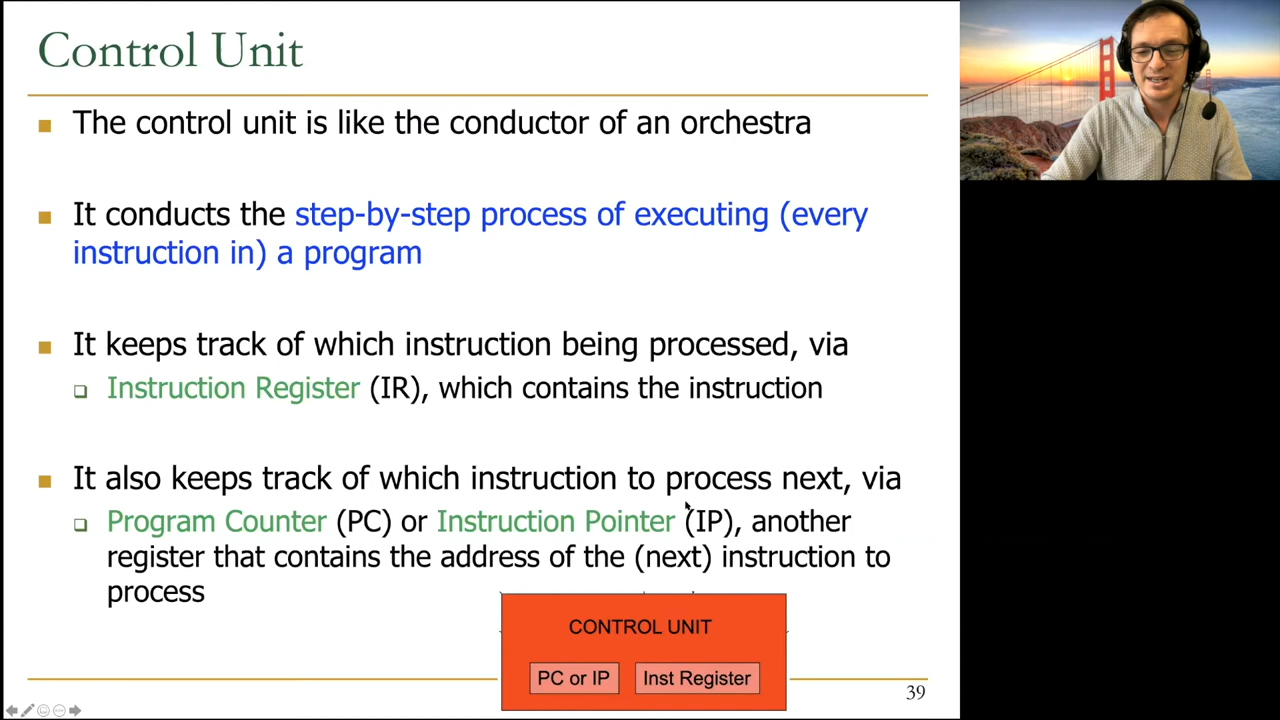 Control Unit
The control unit is like the conductor of an orchestra
It conducts the step-by-step process of executing (every
instruction in) a program
It keeps track of which instruction being processed, via
Instruction Register (IR), which contains the instruction
It also keeps track of which instruction to process next, via
Program Counter (PC) or Instruction Pointer (IP), another
register that contains the address of the (next) instruction to
process
CONTROL UNIT
PC or IP Inst Register
39